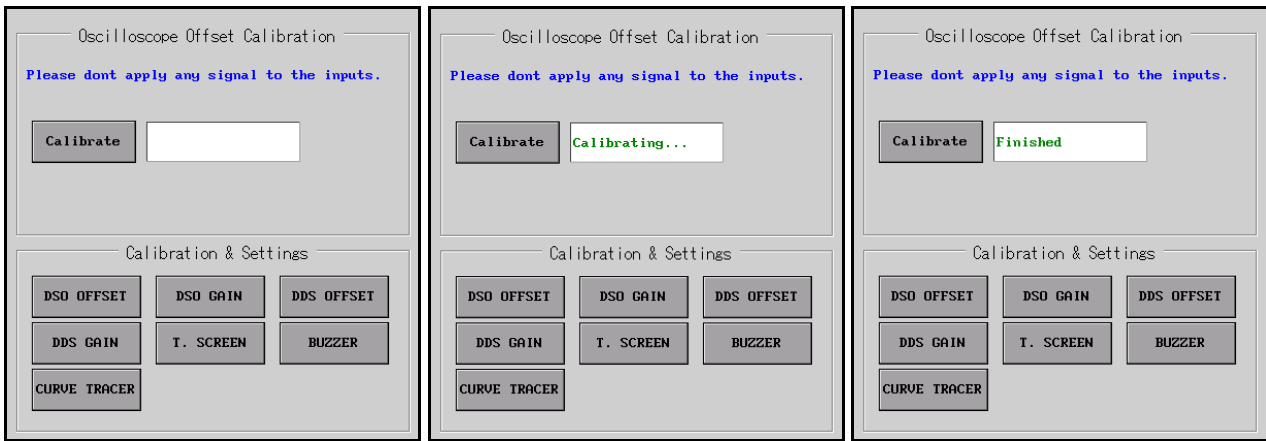 Oscilloscope Offset Calibration
Please dont apply any signal to the inputs.
Calibrate
Calibration & Settings
DSO OFFSET DSO GAIN DDS OFFSET
DDS GAIN T. SCREEN BUZZER
CURVE TRACER
Oscilloscope Offset Calibration
Please dont apply any signal to the inputs.
Calibrate Calibrating...
Calibration & Settings
DSO OFFSET DSO GAIN DDS OFFSET
DDS GAIN T. SCREEN BUZZER
CURVE TRACER
Oscilloscope Offset Calibration
Please dont apply any signal to the inputs.
Calibrate Finished
Calibration & Settings
DSO OFFSET DSO GAIN DDS OFFSET
DDS GAIN T. SCREEN BUZZER
CURVE TRACER